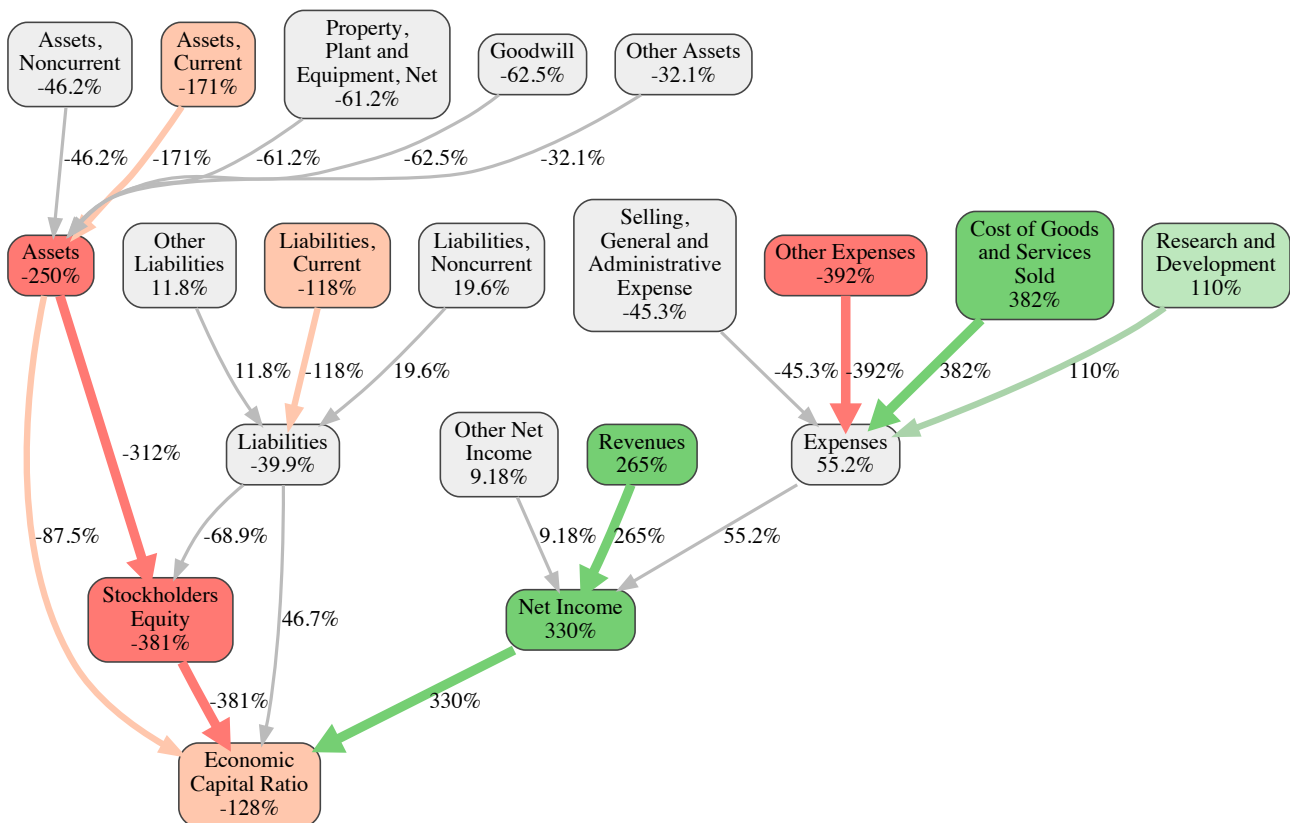 Assets,
Noncurrent
-46.2%
Assets,
Current
-171%
Property,
Plant and
Equipment, Net
-61.2%
Goodwill
-62.5%
Other Assets
-32.1%
-46.2%
-171%
-61.2%
-62.5%
-32.1%
Assets
-250%
Other
Liabilities
11.8%
Liabilities,
Current
-118%
Liabilities,
Noncurrent
19.6%
Selling,
General and
Administrative
Expense
-45.3%
Other Expenses
-392%
Cost of Goods
and Services
Sold
382%
Research and
Development
110%
11.8%
-118%
19.6%
-45.3%
-392%
382%
110%
-312%
Liabilities
-39.9%
Other Net
Income
9.18%
Revenues
265%
Expenses
55.2%
-87.5%
-68.9%
9.18%
265%
55.2%
Stockholders
Equity
-381%
46.7%
Net Income
330%
-381%
330%
Economic
Capital Ratio
-128%